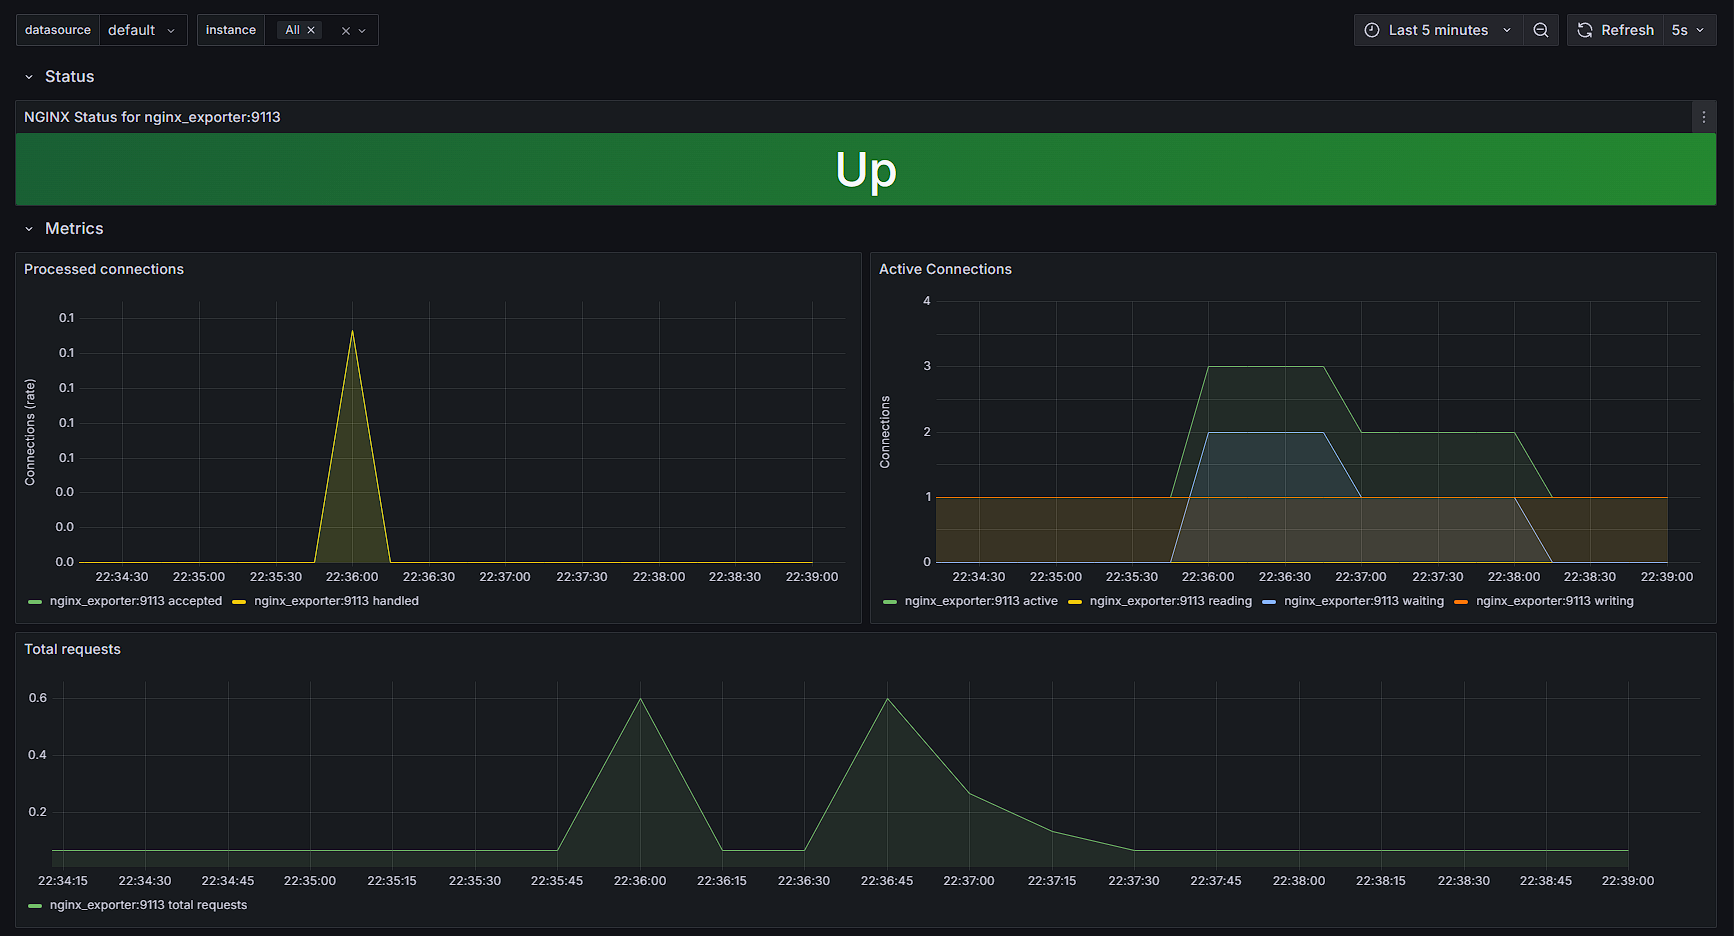 datasource default instance All Last 5 minutes Refresh 5s
Status
NGINX Status for nginx_exporter:9113
Up
Metrics
Processed connections
Connections (rate)
0.1
0.1
0.1
0.1
0.1
0.0
0.0
0.0
22:34:30 22:35:00 22:35:30 22:36:00 22:36:30 22:37:00 22:37:30 22:38:00 22:38:30 22:39:00
nginx_exporter:9113 accepted nginx_exporter:9113 handled
Active Connections
Connections
4
3
2
1
0
22:34:30 22:35:00 22:35:30 22:36:00 22:36:30 22:37:00 22:37:30 22:38:00 22:38:30 22:39:00
nginx_exporter:9113 active nginx_exporter:9113 reading nginx_exporter:9113 waiting nginx_exporter:9113 writing
Total requests
0.6
0.4
0.2
22:34:15 22:34:30 22:34:45 22:35:00 22:35:15 22:35:30 22:35:45 22:36:00 22:36:15 22:36:30 22:36:45 22:37:00 22:37:15 22:37:30 22:37:45 22:38:00 22:38:15 22:38:30 22:38:45 22:39:00
nginx_exporter:9113 total requests